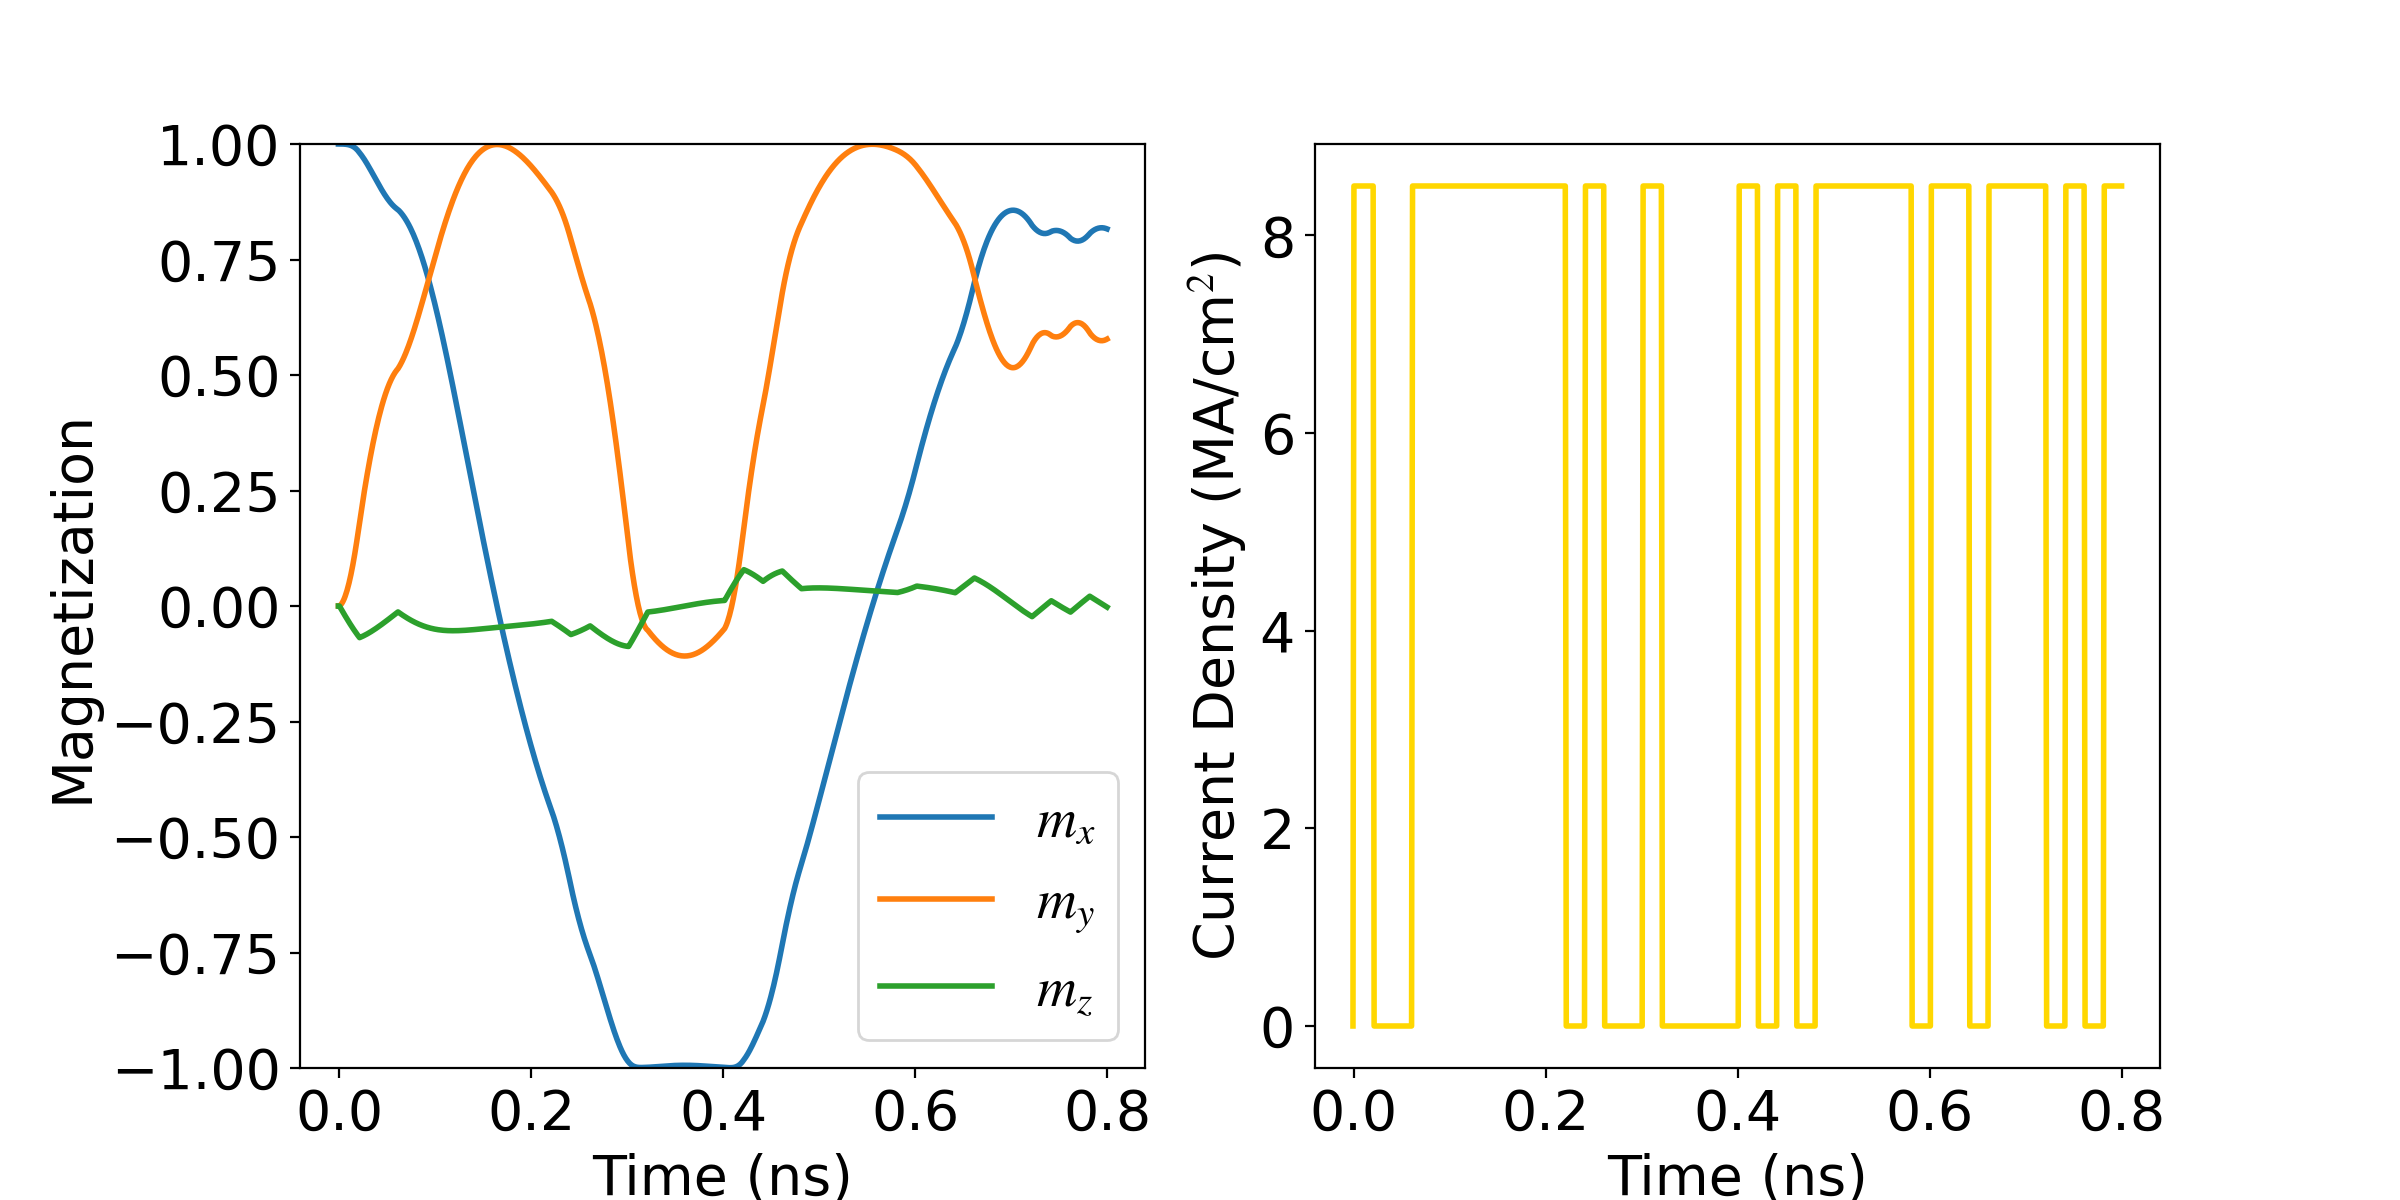 1.00
0.75
0.50
0.25
0.00
−0.25
−0.50
−0.75
−1.00
Magnetization
0.0 0.2 0.4 0.6 0.8
Time (ns)
m_x
m_y
m_z
8
6
4
2
0
Current Density (MA/cm²)
0.0 0.2 0.4 0.6 0.8
Time (ns)